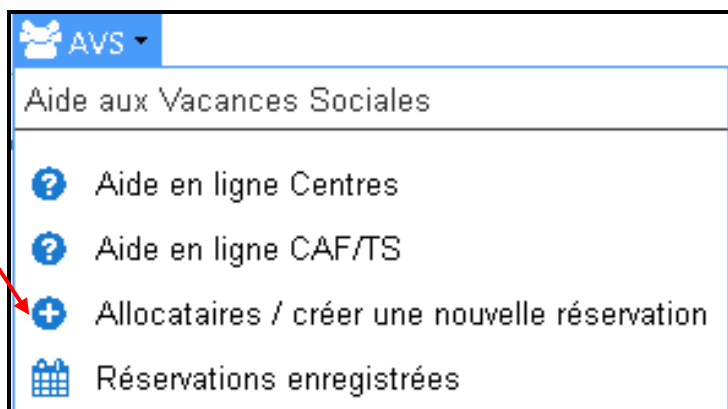 AVS
Aide aux Vacances Sociales
Aide en ligne Centres
Aide en ligne CAF/TS
Allocataires / créer une nouvelle réservation
Réservations enregistrées